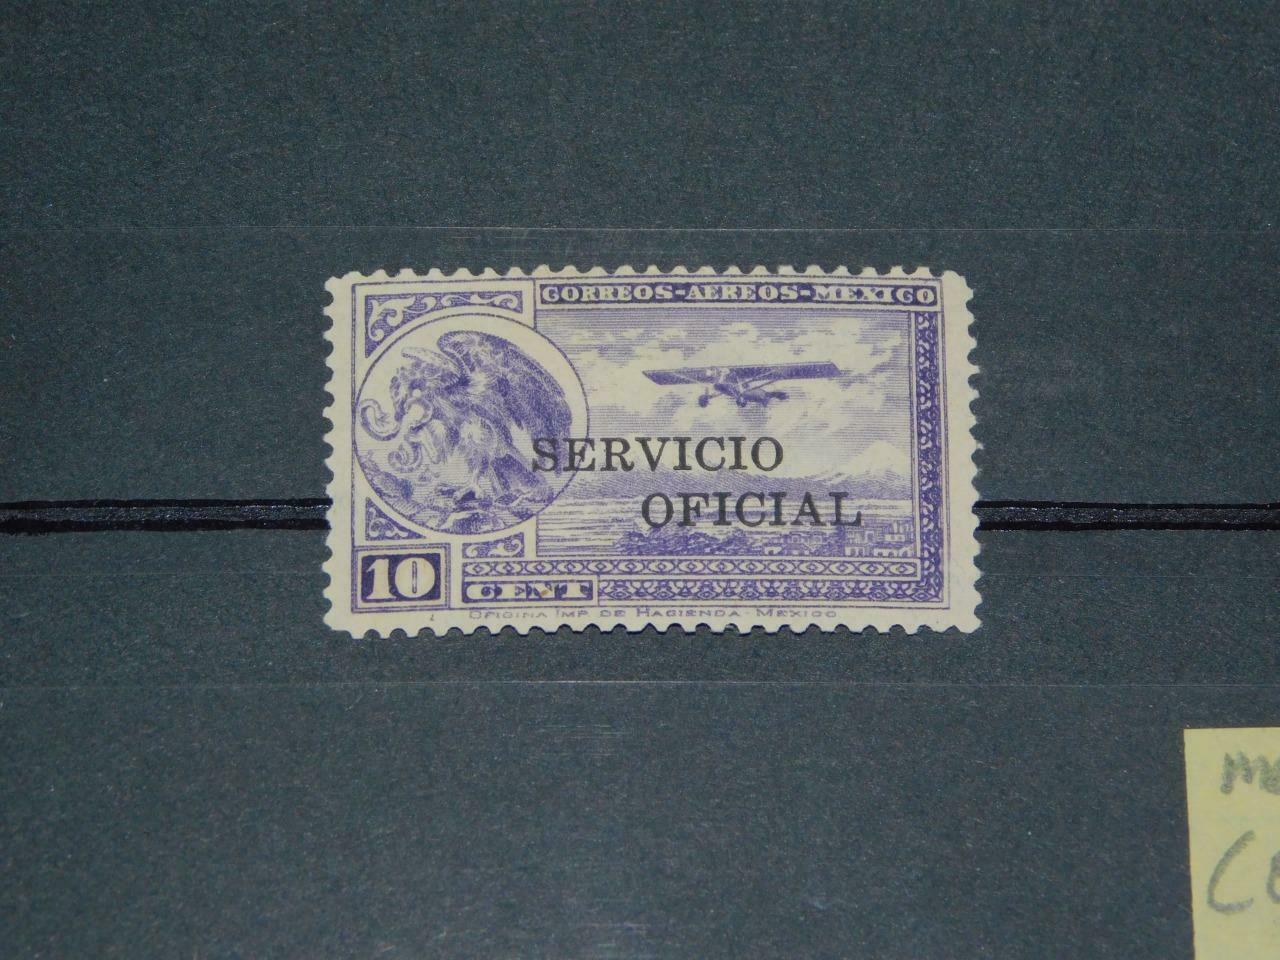 CORREOS-AEREOS-MEXICO
SERVICIO
OFICIAL
10 CENT
OFICINA IMP. DE HACIENDA-MEXICO